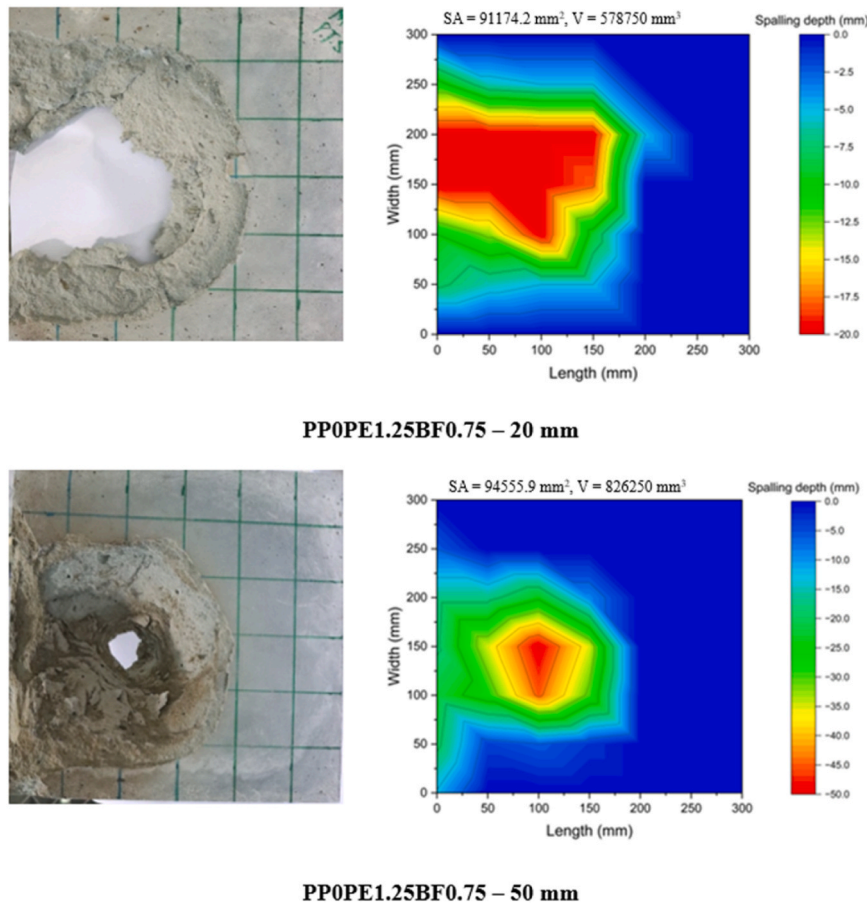 SA = 91174.2 mm², V = 578750 mm³
Spalling depth (mm)
300
250
200
150
100
50
0
Width (mm)
0 50 100 150 200 250 300
Length (mm)
0.0
−2.5
−5.0
−7.5
−10.0
−12.5
−15.0
−17.5
−20.0
PP0PE1.25BF0.75 – 20 mm
SA = 94555.9 mm², V = 826250 mm³
Spalling depth (mm)
300
250
200
150
100
50
0
Width (mm)
0 50 100 150 200 250 300
Length (mm)
0.0
−5.0
−10.0
−15.0
−20.0
−25.0
−30.0
−35.0
−40.0
−45.0
−50.0
PP0PE1.25BF0.75 – 50 mm